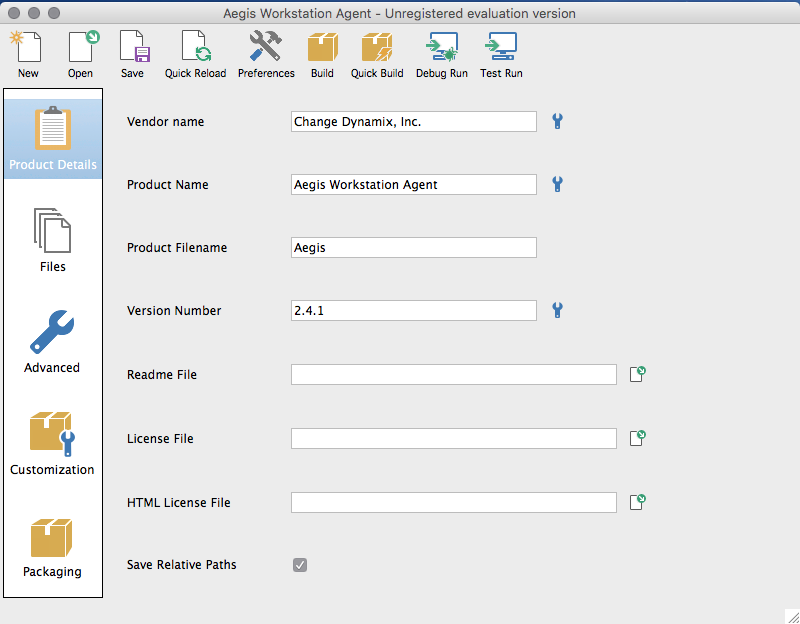 Aegis Workstation Agent - Unregistered evaluation version
New Open Save Quick Reload Preferences Build Quick Build Debug Run Test Run
Product Details
Files
Advanced
Customization
Packaging
Vendor name Change Dynamix, Inc.
Product Name Aegis Workstation Agent
Product Filename Aegis
Version Number 2.4.1
Readme File
License File
HTML License File
Save Relative Paths